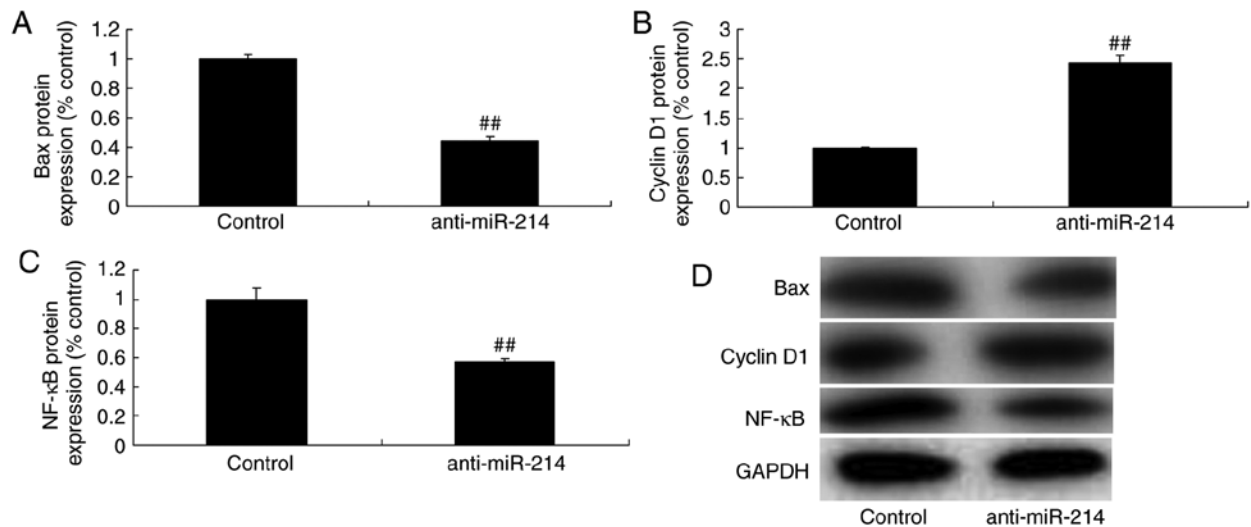 A
Bax protein
expression (% control)
1.2
1
0.8
0.6
0.4
0.2
0
##
Control
anti-miR-214
B
Cyclin D1 protein
expression (% control)
3
2.5
2
1.5
1
0.5
0
##
Control
anti-miR-214
C
NF-κB protein
expression (% control)
1.2
1
0.8
0.6
0.4
0.2
0
##
Control
anti-miR-214
D
Bax
Cyclin D1
NF-κB
GAPDH
Control
anti-miR-214